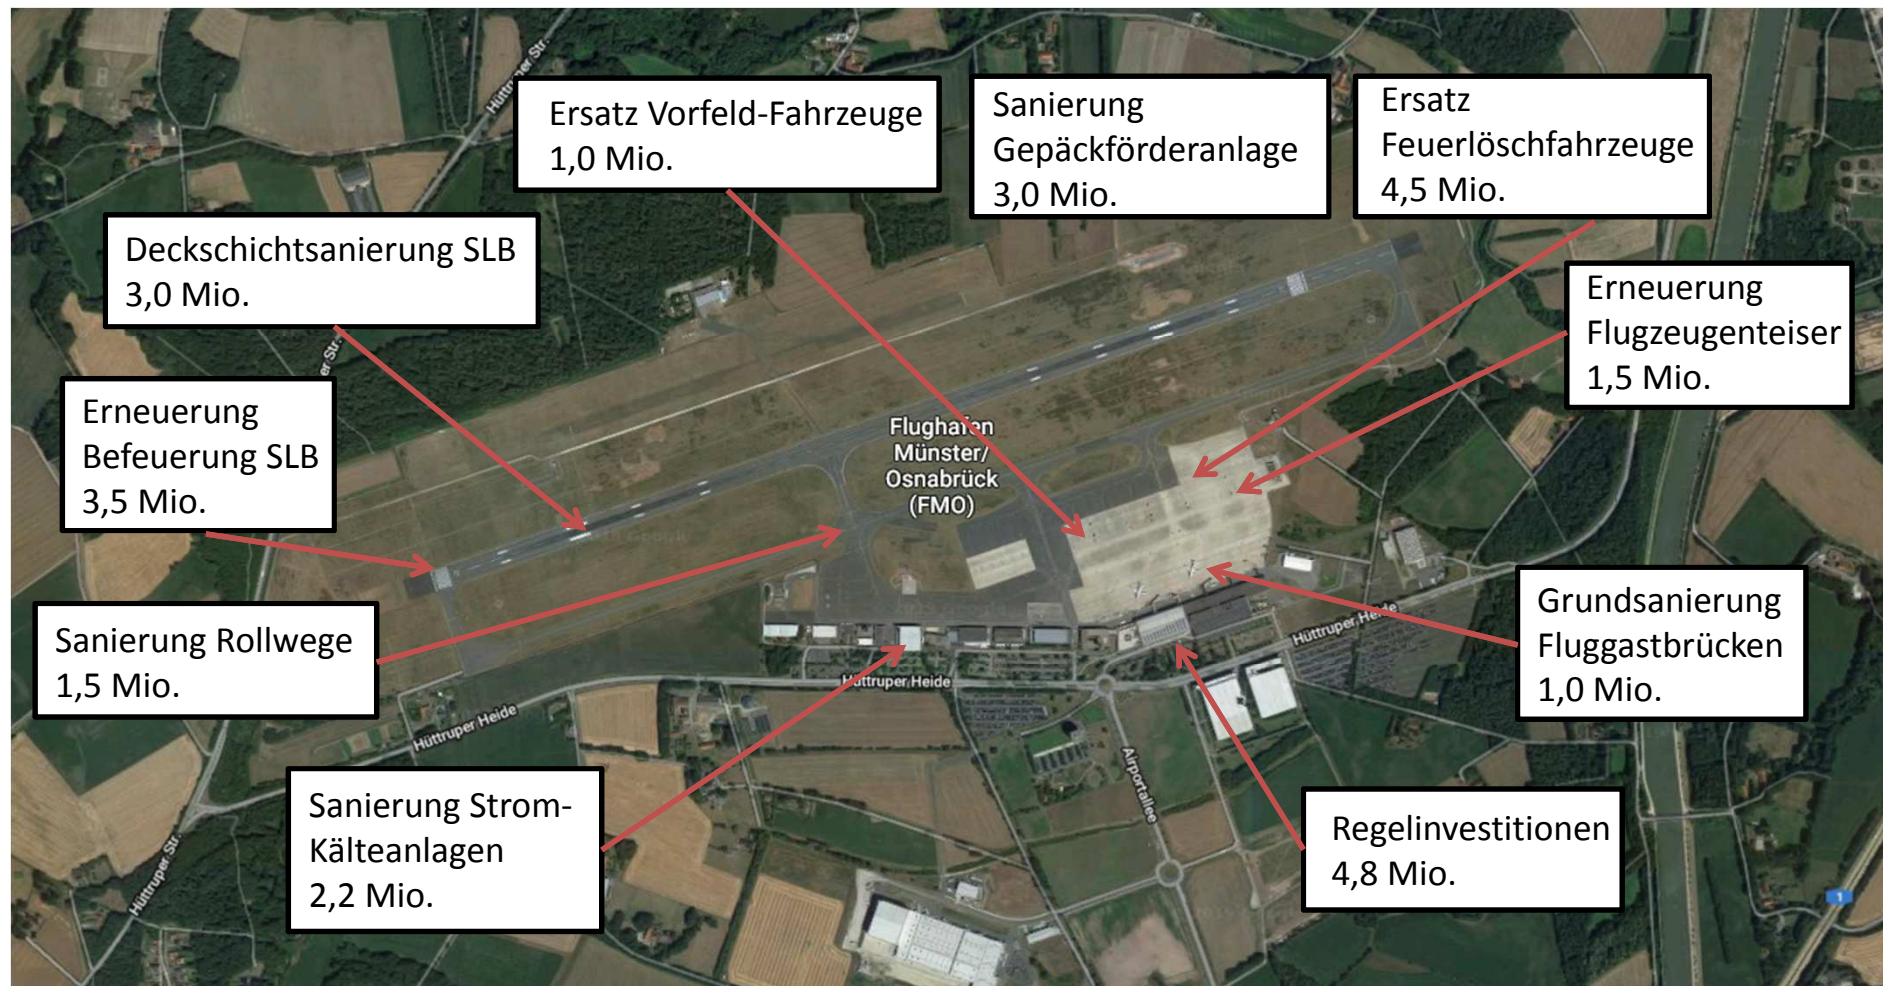 Ersatz Vorfeld-Fahrzeuge
1,0 Mio.
Sanierung
Gepäckförderanlage
3,0 Mio.
Ersatz
Feuerlöschfahrzeuge
4,5 Mio.
Deckschichtsanierung SLB
3,0 Mio.
Erneuerung
Flugzeugenteiser
1,5 Mio.
Erneuerung
Befeuerung SLB
3,5 Mio.
Flughafen
Münster/
Osnabrück
(FMO)
Sanierung Rollwege
1,5 Mio.
Grundsanierung
Fluggastbrücken
1,0 Mio.
Sanierung Strom-
Kälteanlagen
2,2 Mio.
Regelinvestitionen
4,8 Mio.
Hüttruper Str.
er Str.
Hüttruper Heide
Hüttruper Heide
Hüttruper Heide
Airportallee
Hüttruper Str.
1